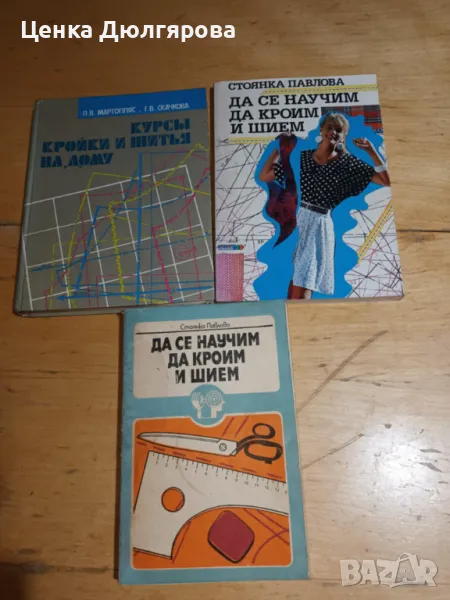 Ценка Дюлгярова
Л.В. МАРТОПЛЯС . Г.В. СКАЧКОВА
КУРСЫ
КРОЙКИ И ШИТЬЯ
НА ДОМУ
СТОЯНКА ПАВЛОВА
ДА СЕ НАУЧИМ
ДА КРОИМ
И ШИЕМ
Стоянка Павлова
ДА СЕ НАУЧИМ
ДА КРОИМ
И ШИЕМ
BAZAR